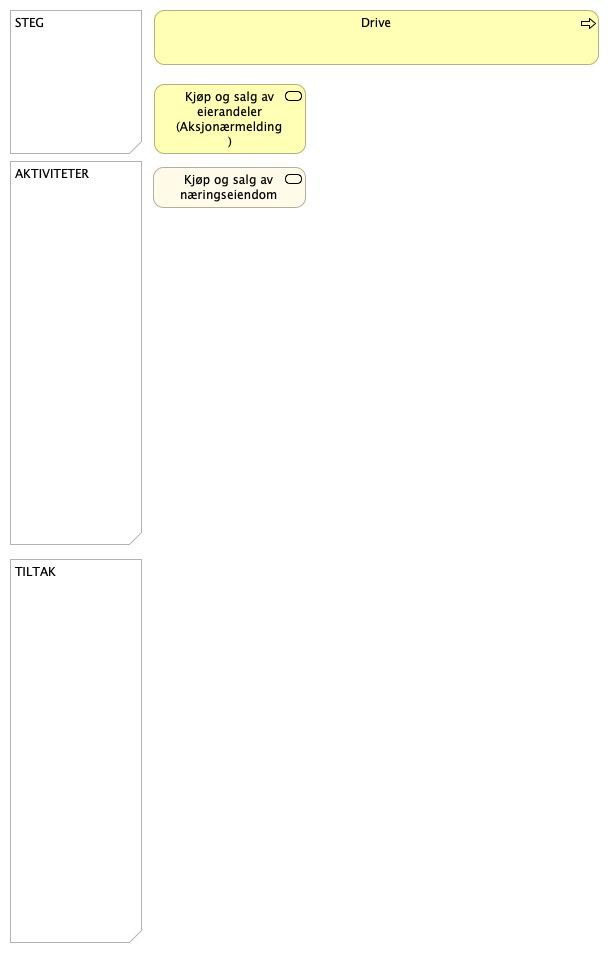 STEG
Drive
Kjøp og salg av
eierandeler
(Aksjonærmelding
)
AKTIVITETER
Kjøp og salg av
næringseiendom
TILTAK